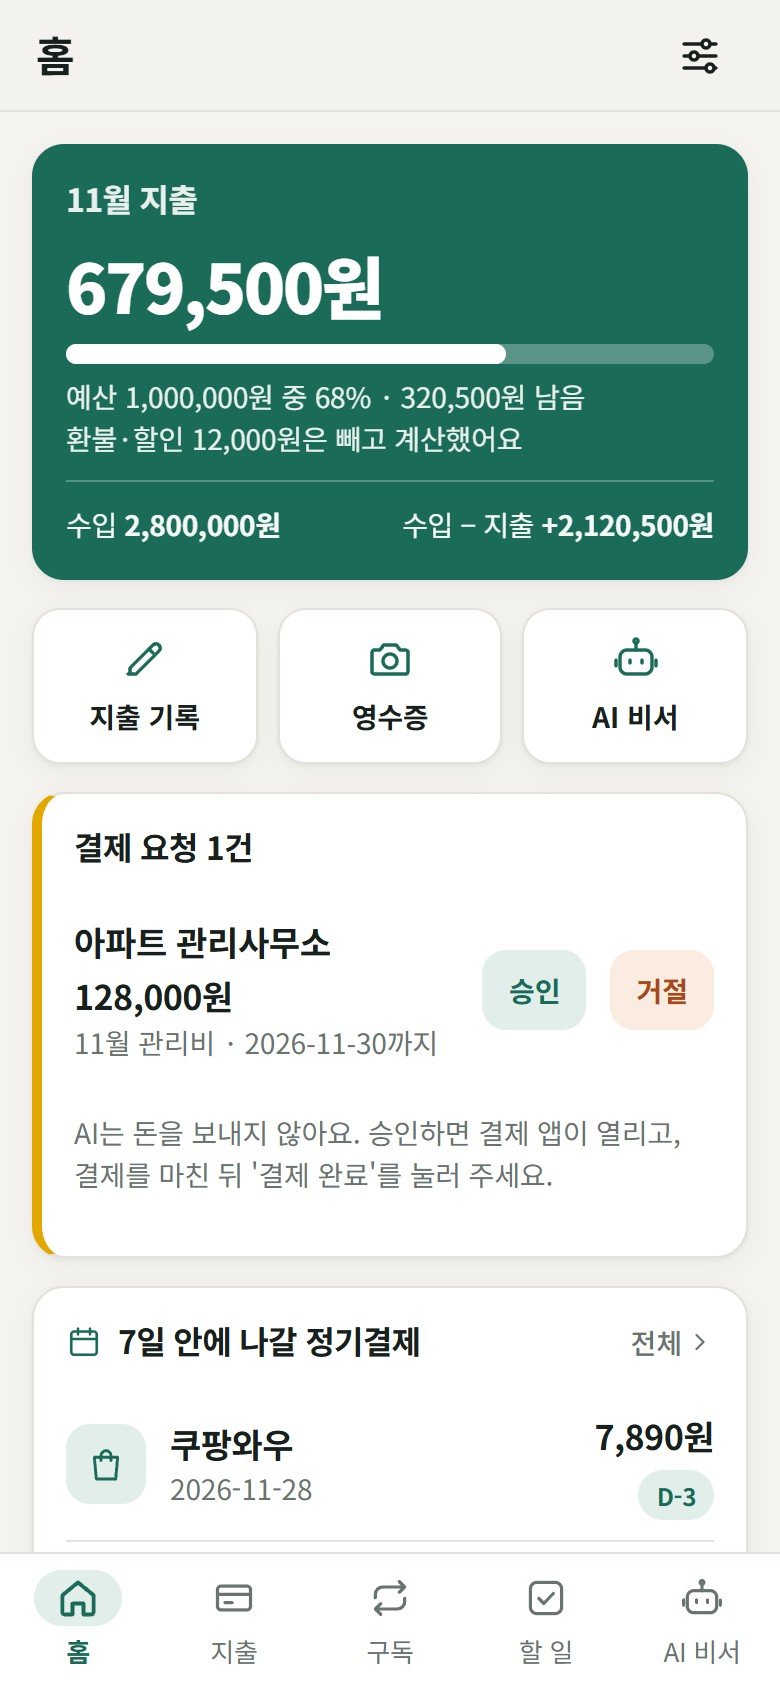 홈
11월 지출
679,500원
예산 1,000,000원 중 68% · 320,500원 남음
환불·할인 12,000원은 빼고 계산했어요
수입 2,800,000원
수입 − 지출 +2,120,500원
지출 기록
영수증
AI 비서
결제 요청 1건
아파트 관리사무소
128,000원
11월 관리비 · 2026-11-30까지
승인
거절
AI는 돈을 보내지 않아요. 승인하면 결제 앱이 열리고,
결제를 마친 뒤 '결제 완료'를 눌러 주세요.
7일 안에 나갈 정기결제
전체
쿠팡와우
2026-11-28
7,890원
D-3
홈
지출
구독
할 일
AI 비서